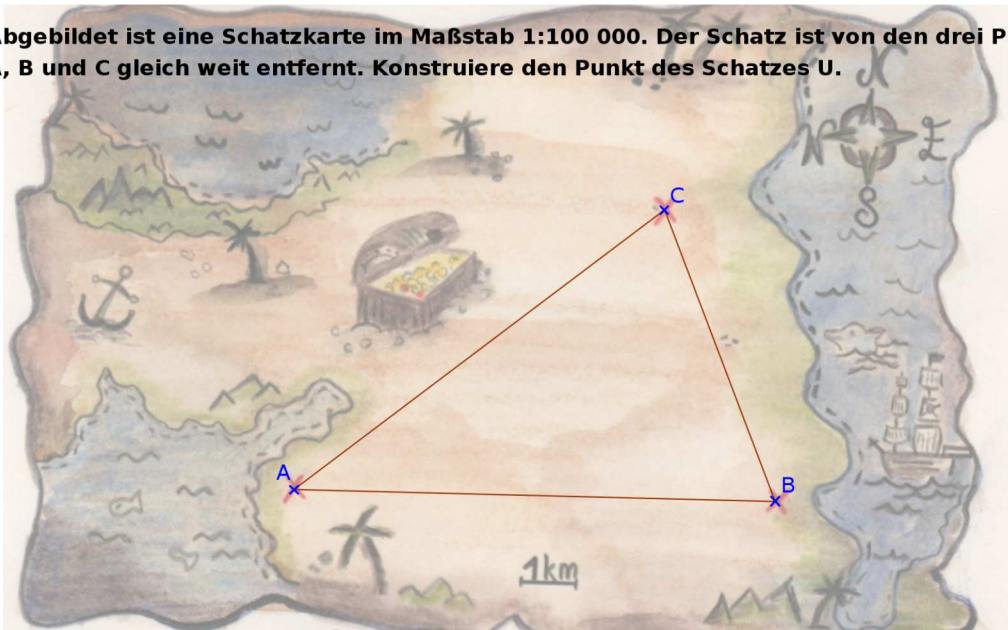 bgebildet ist eine Schatzkarte im Maßstab 1:100 000. Der Schatz ist von den drei P
, B und C gleich weit entfernt. Konstruiere den Punkt des Schatzes U.
N
N E
S
C
A
B
1km